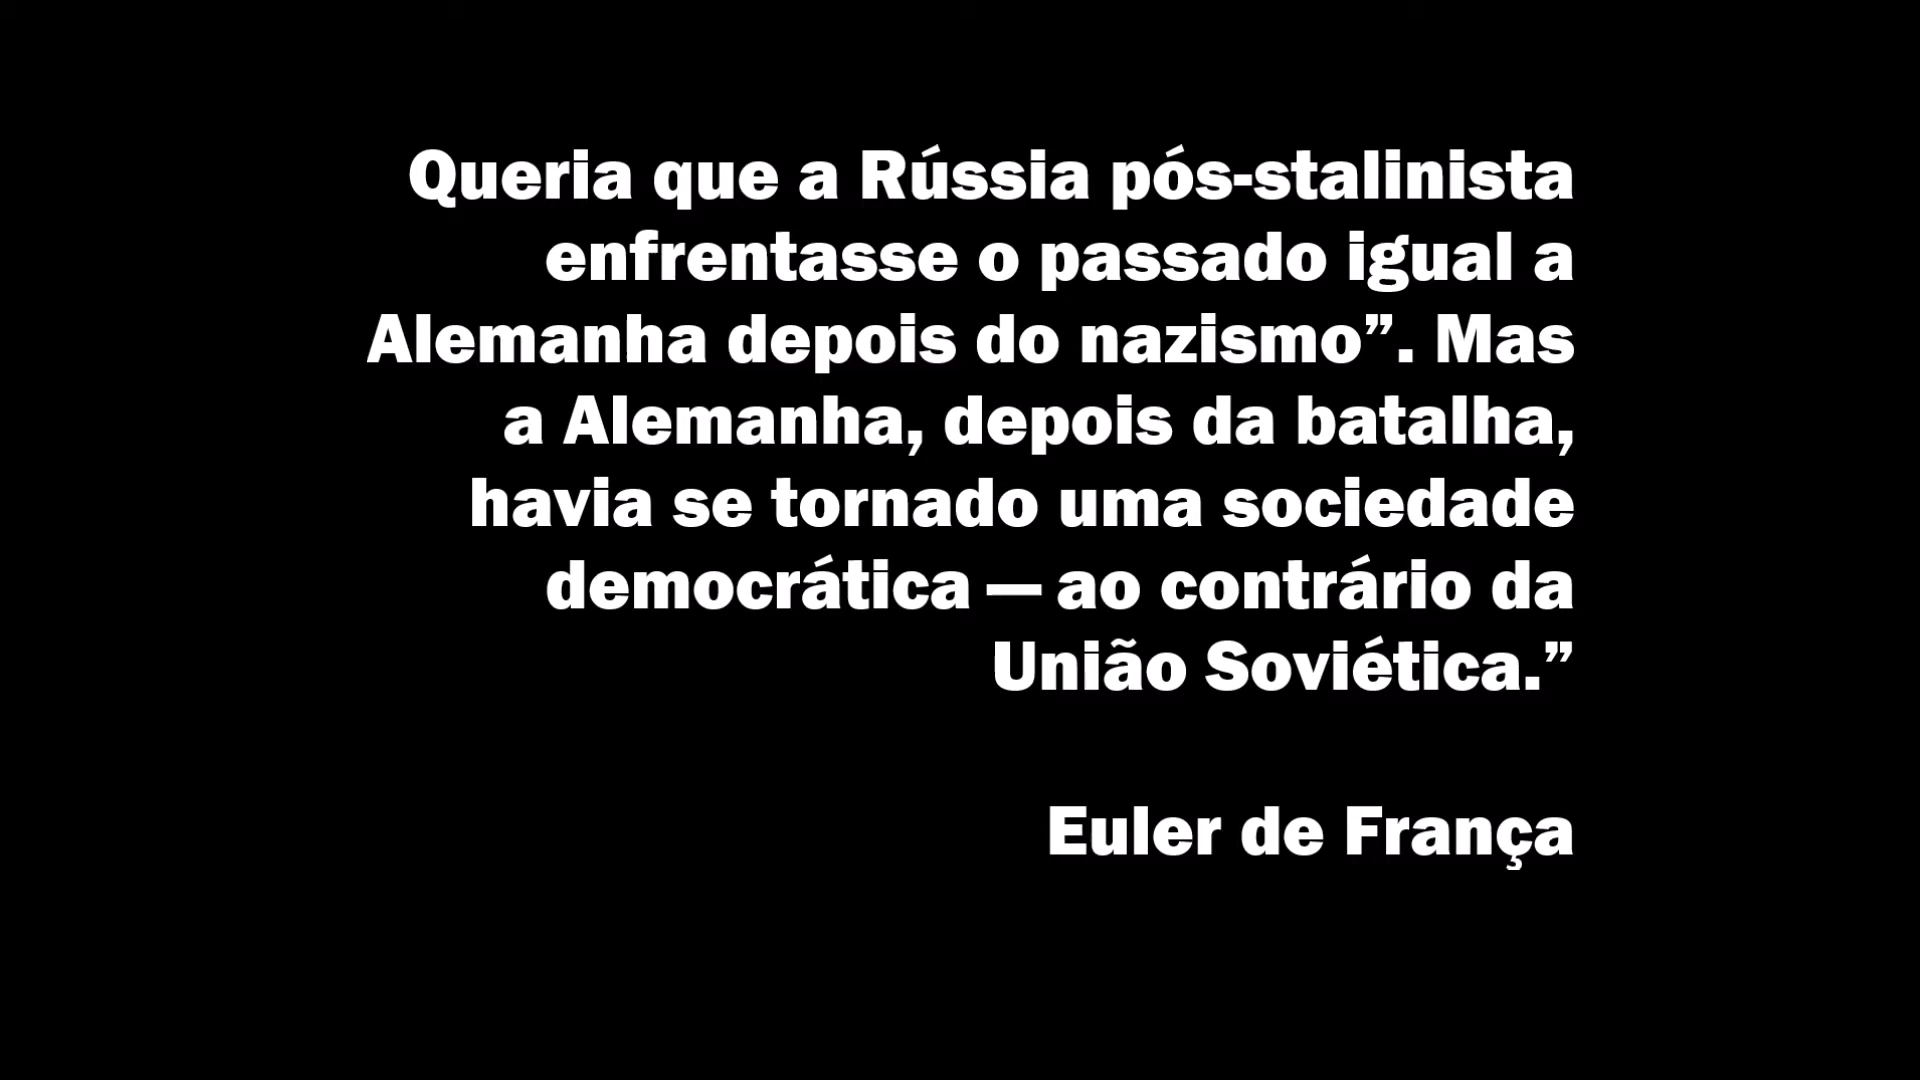 Queria que a Rússia pós-stalinista
enfrentasse o passado igual a
Alemanha depois do nazismo”. Mas
a Alemanha, depois da batalha,
havia se tornado uma sociedade
democrática — ao contrário da
União Soviética.”
Euler de França